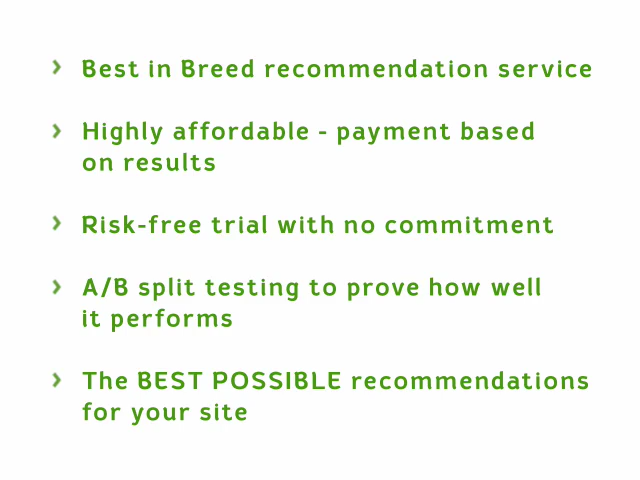 Best in Breed recommendation service
Highly affordable - payment based
on results
Risk-free trial with no commitment
A/B split testing to prove how well
it performs
The BEST POSSIBLE recommendations
for your site